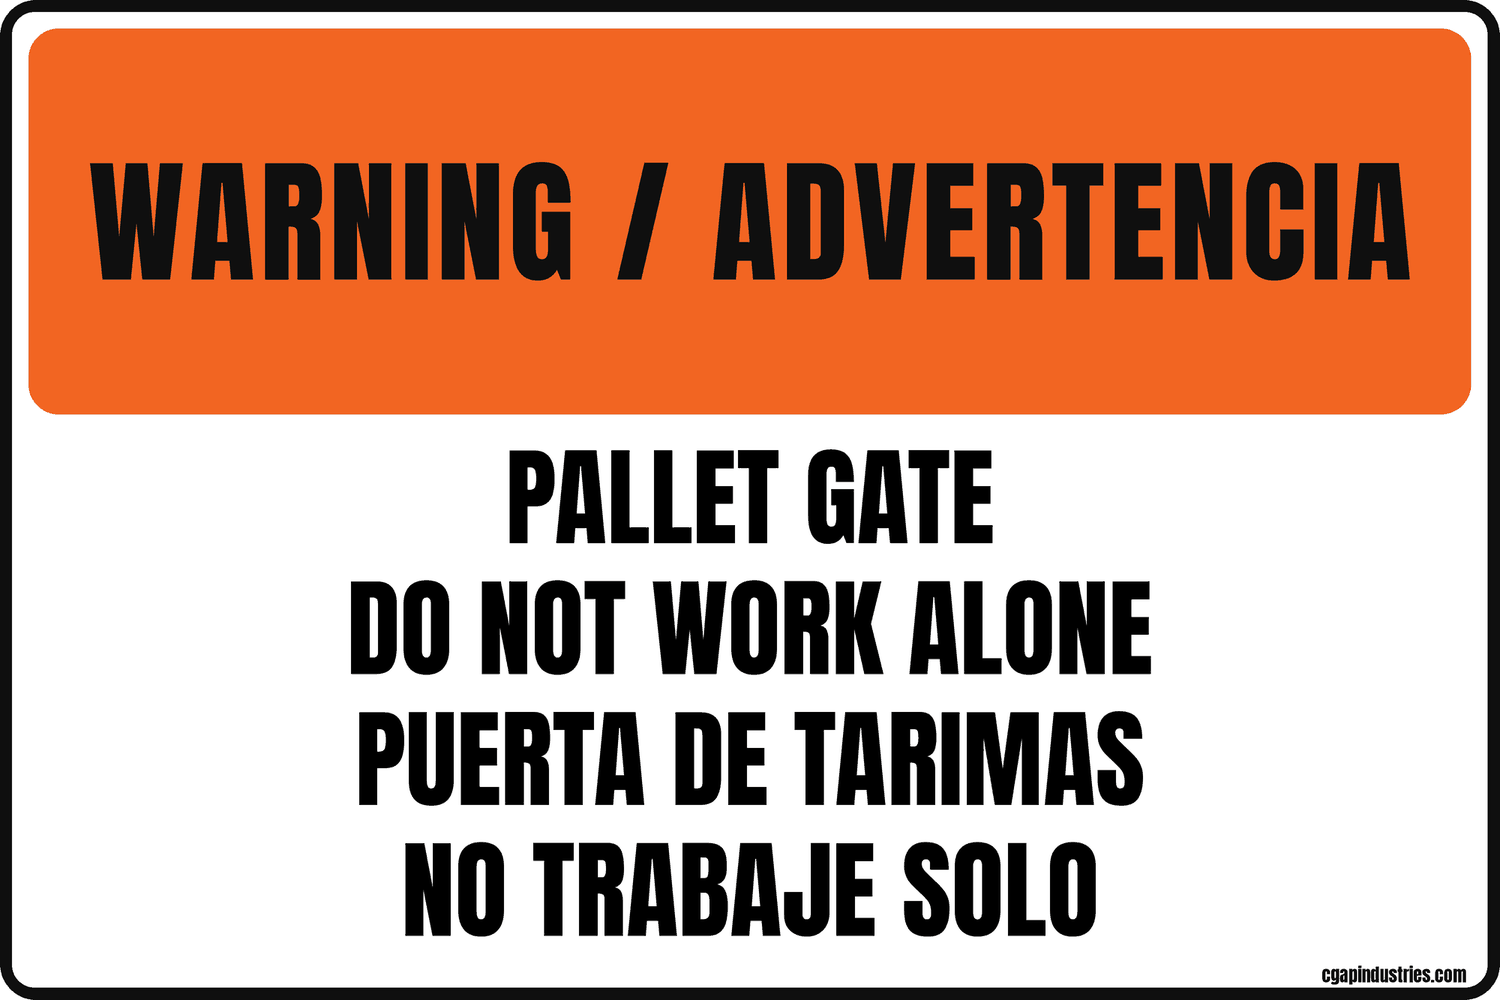 WARNING / ADVERTENCIA
PALLET GATE
DO NOT WORK ALONE
PUERTA DE TARIMAS
NO TRABAJE SOLO
cgapindustries.com